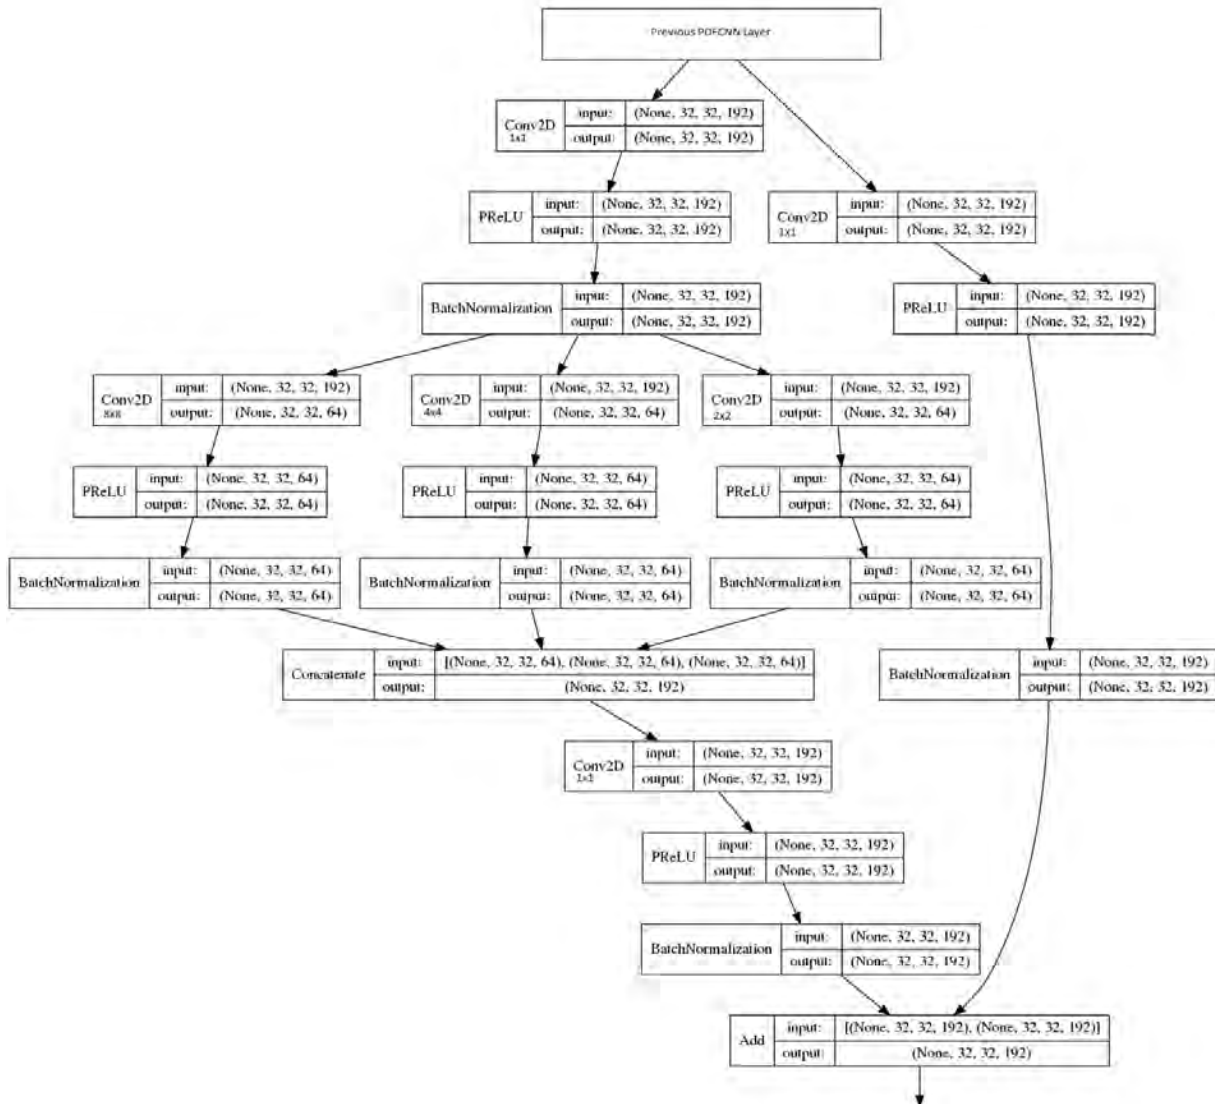 Previous PDFCNN Layer
Conv2D input: (None, 32, 32, 192)
1x1 output: (None, 32, 32, 192)
PReLU input: (None, 32, 32, 192)
output: (None, 32, 32, 192)
Conv2D input: (None, 32, 32, 192)
1x1 output: (None, 32, 32, 192)
BatchNormalization input: (None, 32, 32, 192)
output: (None, 32, 32, 192)
PReLU input: (None, 32, 32, 192)
output: (None, 32, 32, 192)
Conv2D input: (None, 32, 32, 192)
8x8 output: (None, 32, 32, 64)
Conv2D input: (None, 32, 32, 192)
4x4 output: (None, 32, 32, 64)
Conv2D input: (None, 32, 32, 192)
2x2 output: (None, 32, 32, 64)
PReLU input: (None, 32, 32, 64)
output: (None, 32, 32, 64)
PReLU input: (None, 32, 32, 64)
output: (None, 32, 32, 64)
PReLU input: (None, 32, 32, 64)
output: (None, 32, 32, 64)
BatchNormalization input: (None, 32, 32, 64)
output: (None, 32, 32, 64)
BatchNormalization input: (None, 32, 32, 64)
output: (None, 32, 32, 64)
BatchNormalization input: (None, 32, 32, 64)
output: (None, 32, 32, 64)
Concatenate input: [(None, 32, 32, 64), (None, 32, 32, 64), (None, 32, 32, 64)]
output: (None, 32, 32, 192)
BatchNormalization input: (None, 32, 32, 192)
output: (None, 32, 32, 192)
Conv2D input: (None, 32, 32, 192)
1x1 output: (None, 32, 32, 192)
PReLU input: (None, 32, 32, 192)
output: (None, 32, 32, 192)
BatchNormalization input: (None, 32, 32, 192)
output: (None, 32, 32, 192)
Add input: [(None, 32, 32, 192), (None, 32, 32, 192)]
output: (None, 32, 32, 192)